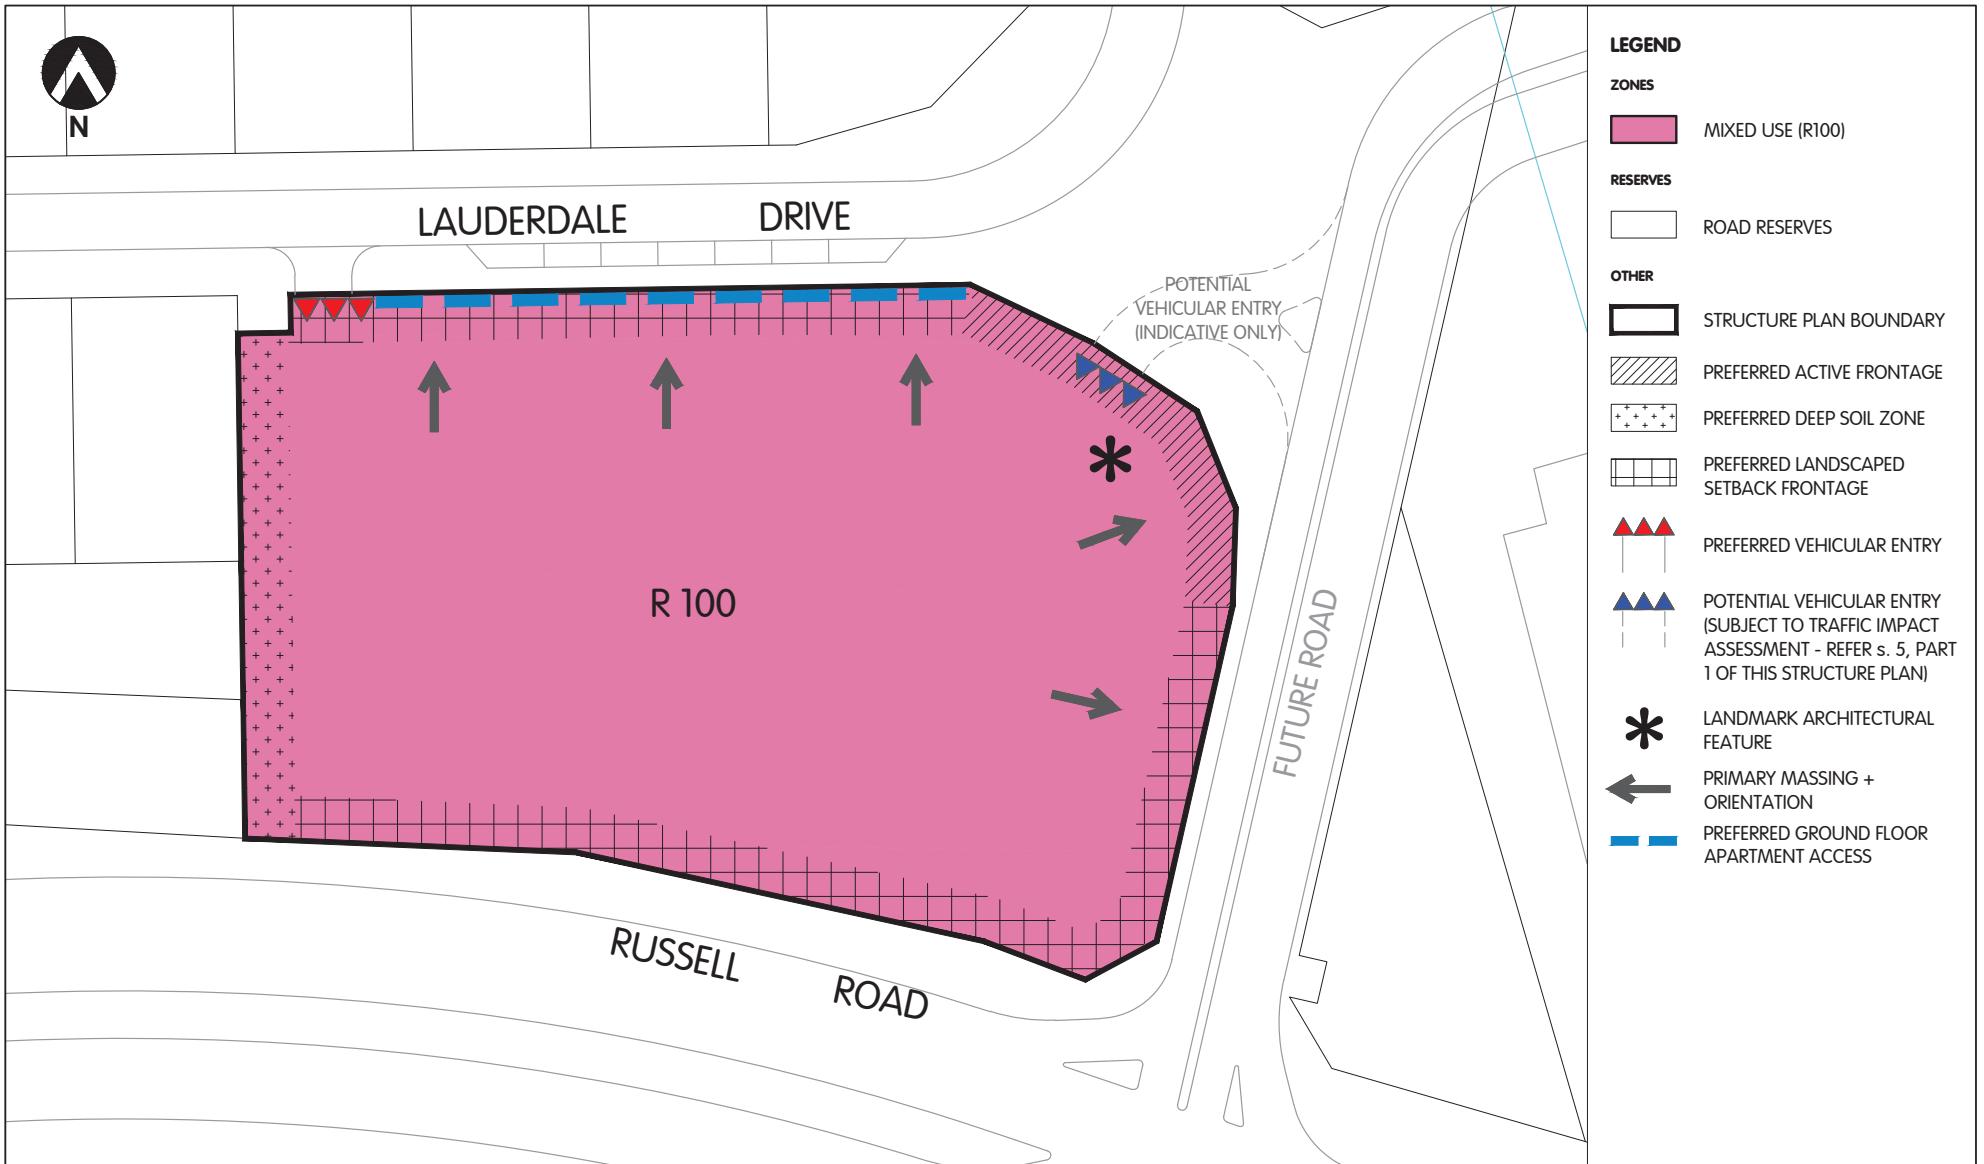 N
LAUDERDALE DRIVE
POTENTIAL
VEHICULAR ENTRY
(INDICATIVE ONLY)
R 100
FUTURE ROAD
RUSSELL ROAD
LEGEND
ZONES
MIXED USE (R100)
RESERVES
ROAD RESERVES
OTHER
STRUCTURE PLAN BOUNDARY
PREFERRED ACTIVE FRONTAGE
PREFERRED DEEP SOIL ZONE
PREFERRED LANDSCAPED
SETBACK FRONTAGE
PREFERRED VEHICULAR ENTRY
POTENTIAL VEHICULAR ENTRY
(SUBJECT TO TRAFFIC IMPACT
ASSESSMENT - REFER s. 5, PART
1 OF THIS STRUCTURE PLAN)
LANDMARK ARCHITECTURAL
FEATURE
PRIMARY MASSING +
ORIENTATION
PREFERRED GROUND FLOOR
APARTMENT ACCESS